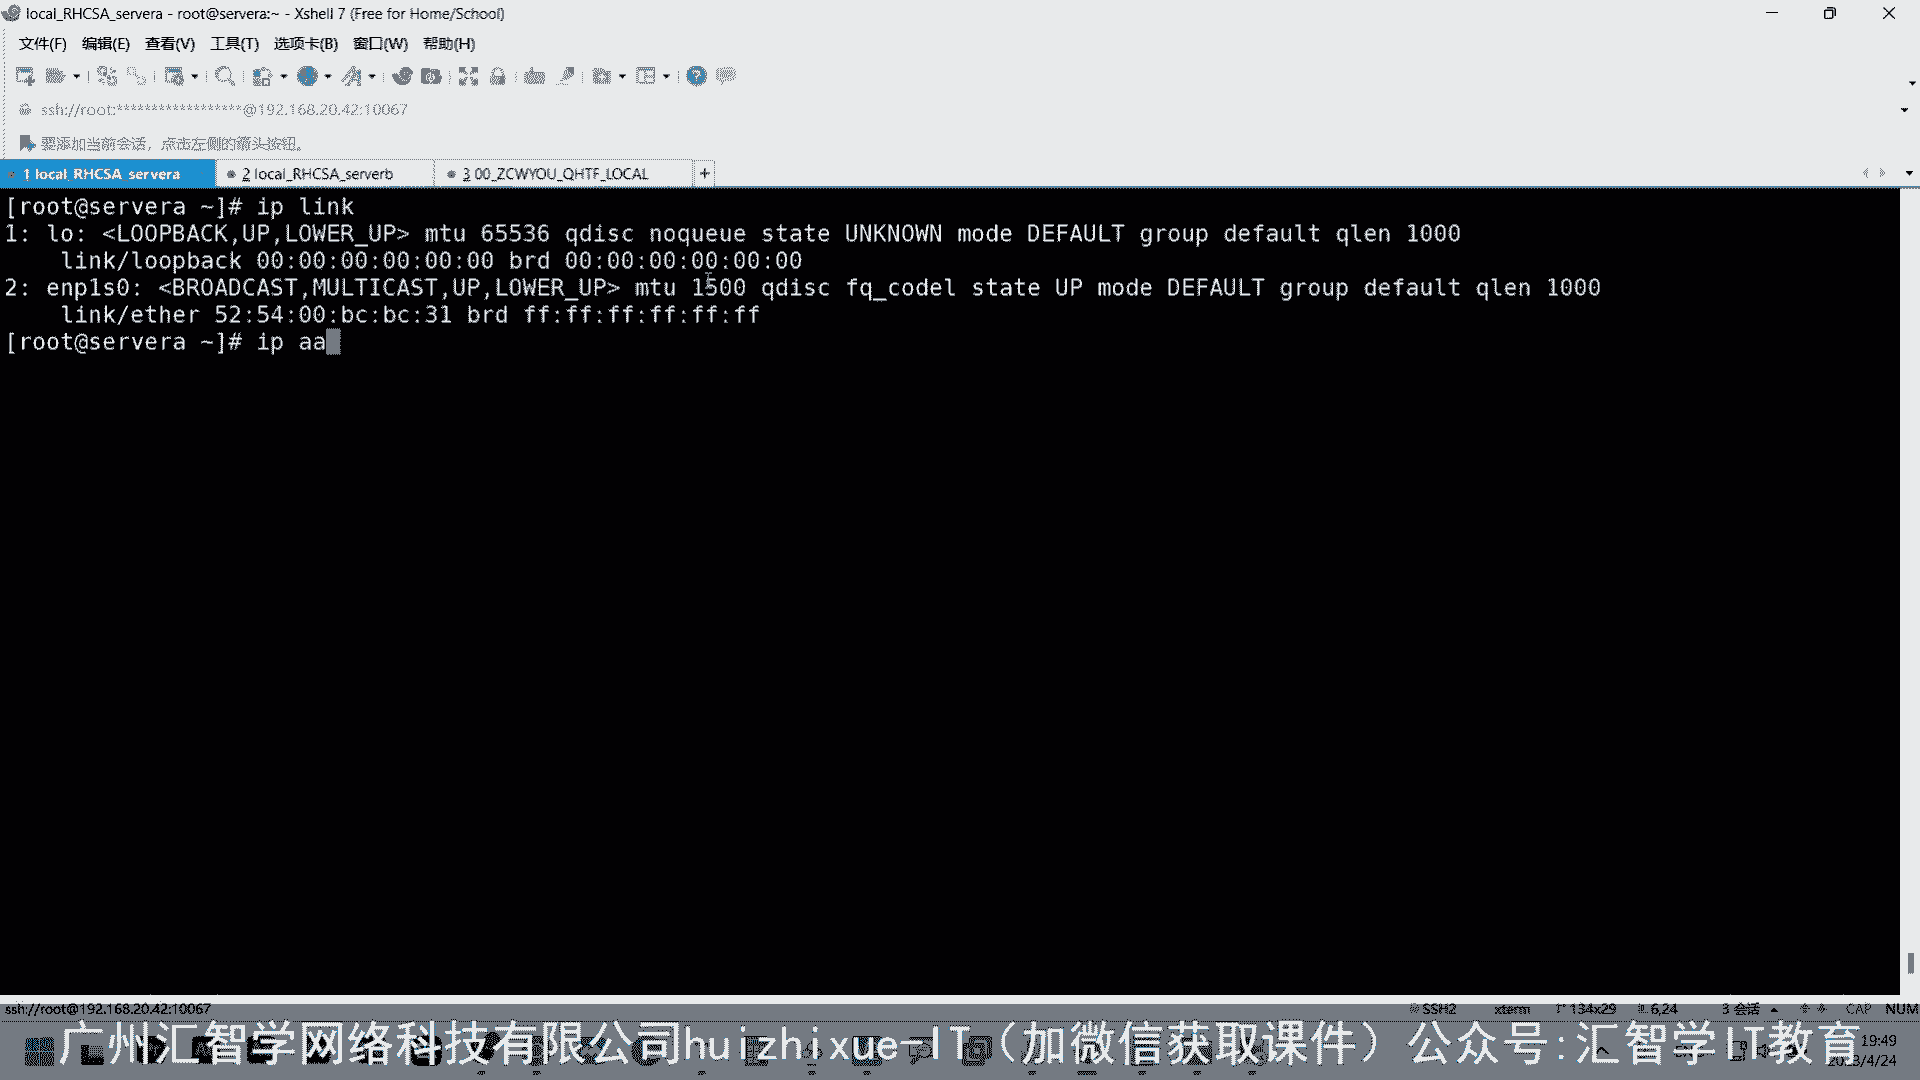 local_RHCSA_servera - root@servera:~ - Xshell 7 (Free for Home/School)
文件(F) 编辑(E) 查看(V) 工具(T) 选项卡(B) 窗口(W) 帮助(H)
ssh://root:******************@192.168.20.42:10067
要添加当前会话，点击左侧的箭头按钮。
1 local_RHCSA_servera 2 local_RHCSA_serverb 3 00_ZCWYOU_QHTF_LOCAL +
[root@servera ~]# ip link
1: lo: <LOOPBACK,UP,LOWER_UP> mtu 65536 qdisc noqueue state UNKNOWN mode DEFAULT group default qlen 1000
    link/loopback 00:00:00:00:00:00 brd 00:00:00:00:00:00
2: enp1s0: <BROADCAST,MULTICAST,UP,LOWER_UP> mtu 1500 qdisc fq_codel state UP mode DEFAULT group default qlen 1000
    link/ether 52:54:00:bc:bc:31 brd ff:ff:ff:ff:ff:ff
[root@servera ~]# ip aa
ssh://root@192.168.20.42:10067 SSH2 xterm 134x29 6,24 3 会话 CAP NUM
广州汇智学网络科技有限公司huizhixue-IT（加微信获取课件）公众号:汇智学IT教育
19:49
2023/4/24